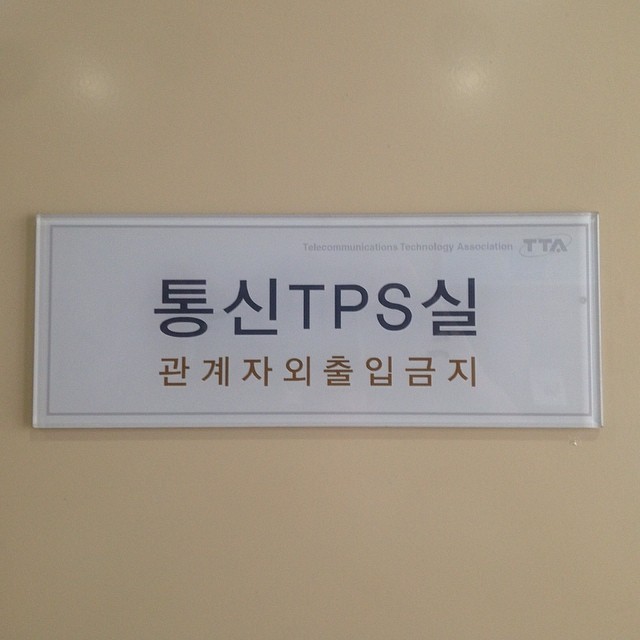 Telecommunications Technology Association TTA
통신TPS실
관계자외출입금지